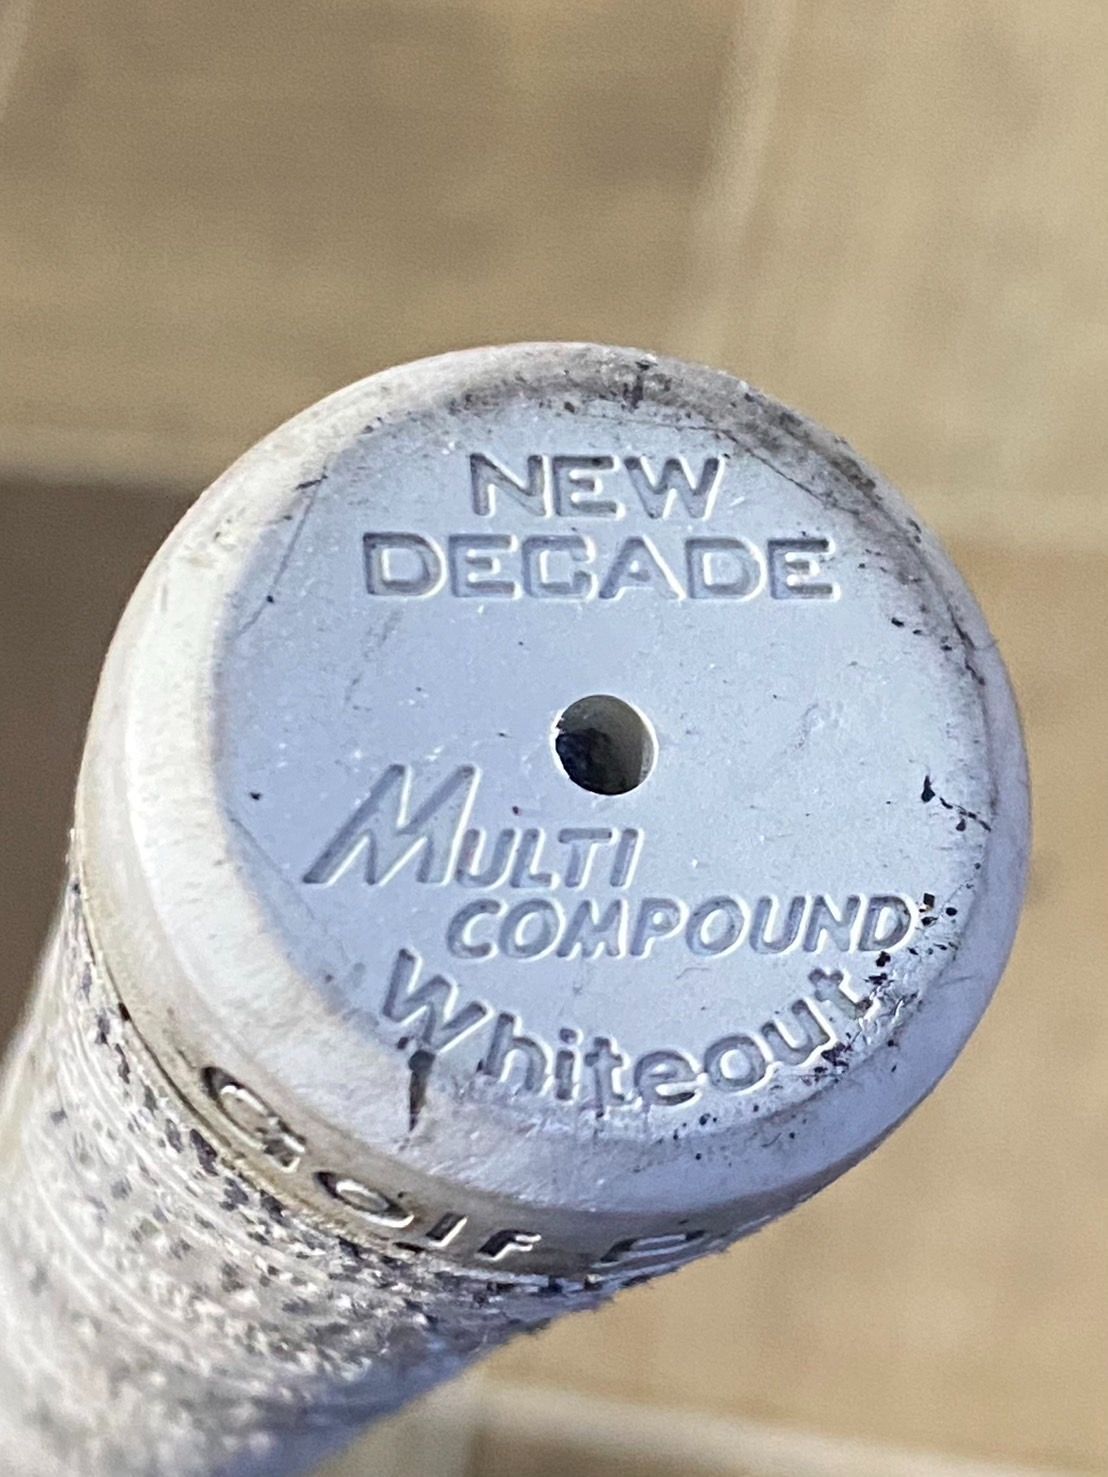 NEW
DECADE
MULTI
COMPOUND
Whiteout
GOLF P